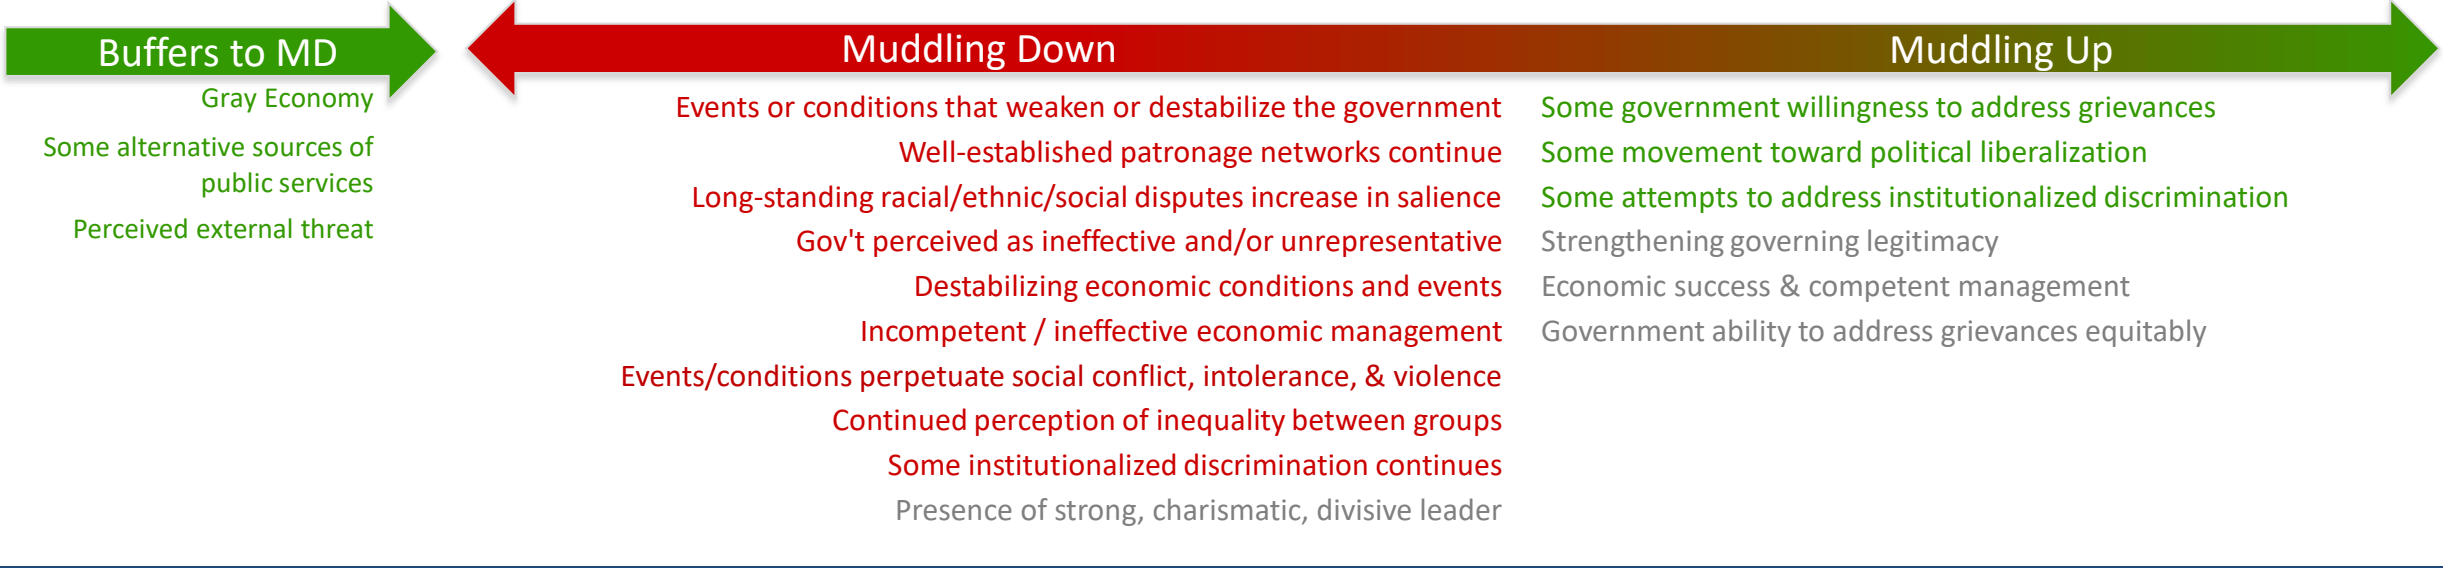 Buffers to MD
Gray Economy
Some alternative sources of
public services
Perceived external threat
Muddling Down
Events or conditions that weaken or destabilize the government
Well-established patronage networks continue
Long-standing racial/ethnic/social disputes increase in salience
Gov't perceived as ineffective and/or unrepresentative
Destabilizing economic conditions and events
Incompetent / ineffective economic management
Events/conditions perpetuate social conflict, intolerance, & violence
Continued perception of inequality between groups
Some institutionalized discrimination continues
Presence of strong, charismatic, divisive leader
Muddling Up
Some government willingness to address grievances
Some movement toward political liberalization
Some attempts to address institutionalized discrimination
Strengthening governing legitimacy
Economic success & competent management
Government ability to address grievances equitably